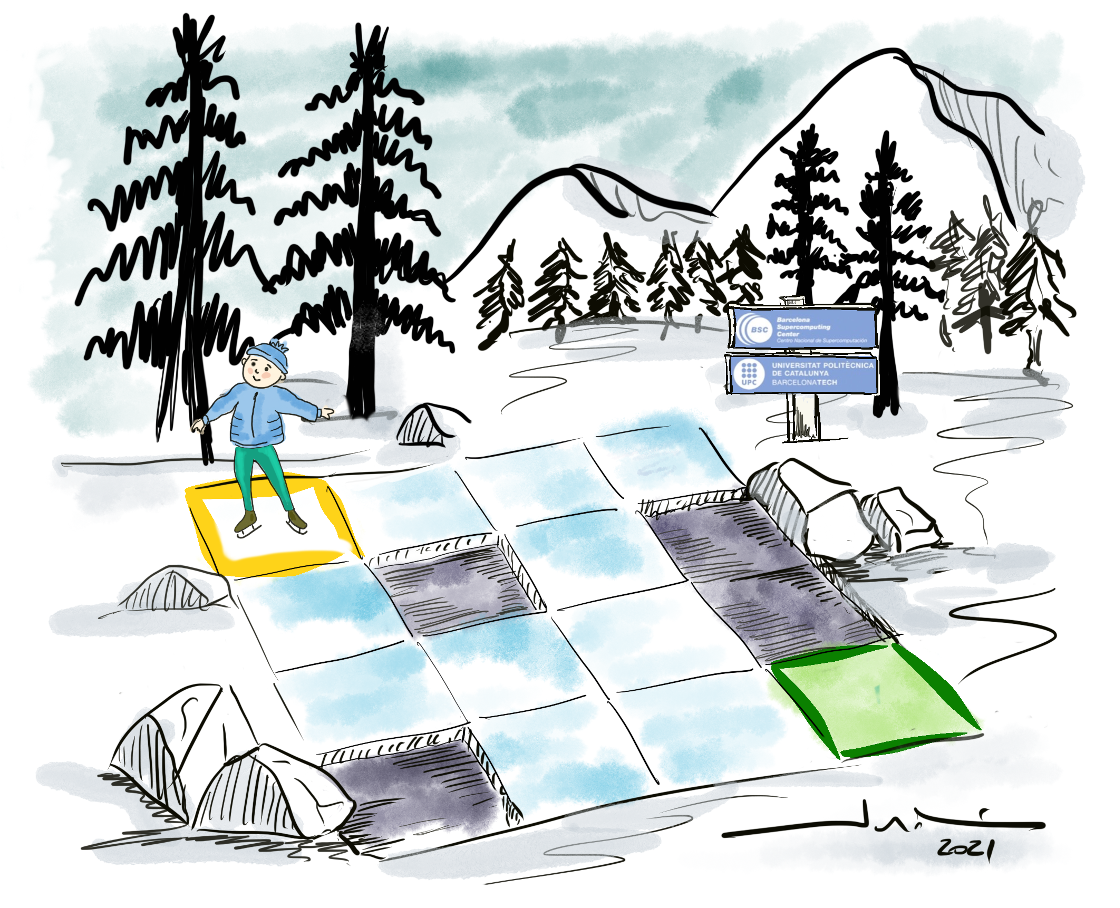 BSC
Barcelona
Supercomputing
Center
Centro Nacional de Supercomputación
UPC
UNIVERSITAT POLITÈCNICA
DE CATALUNYA
BARCELONATECH
2021